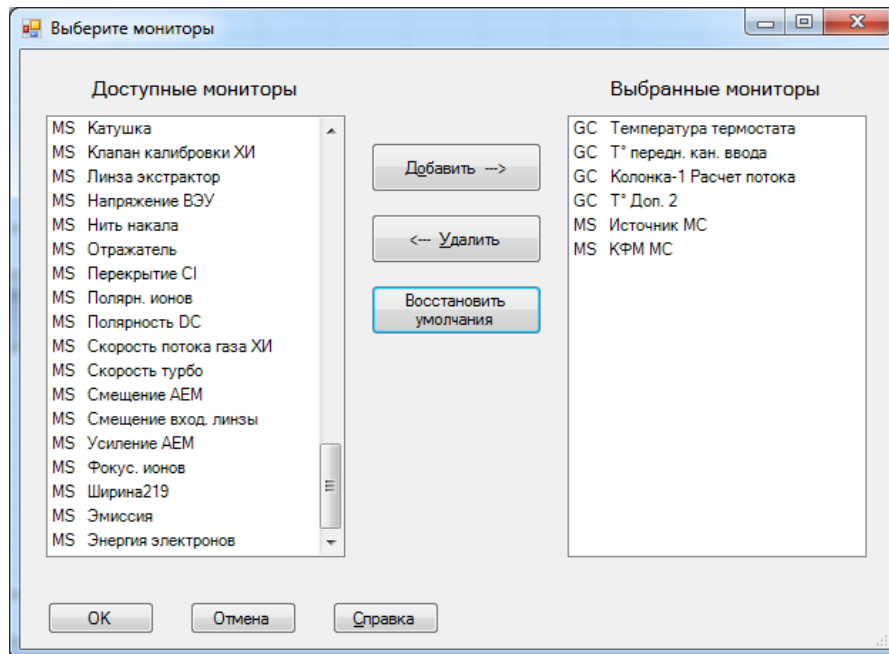 Выберите мониторы
Доступные мониторы
MS Катушка
MS Клапан калибровки ХИ
MS Линза экстрактор
MS Напряжение ВЭУ
MS Нить накала
MS Отражатель
MS Перекрытие CI
MS Полярн. ионов
MS Полярность DC
MS Скорость потока газа ХИ
MS Скорость турбо
MS Смещение AEM
MS Смещение вход. линзы
MS Усиление AEM
MS Фокус. ионов
MS Ширина219
MS Эмиссия
MS Энергия электронов
Добавить --->
<--- Удалить
Восстановить
умолчания
Выбранные мониторы
GC Температура термостата
GC T° передн. кан. ввода
GC Колонка-1 Расчет потока
GC T° Доп. 2
MS Источник МС
MS КФМ МС
OK
Отмена
Справка